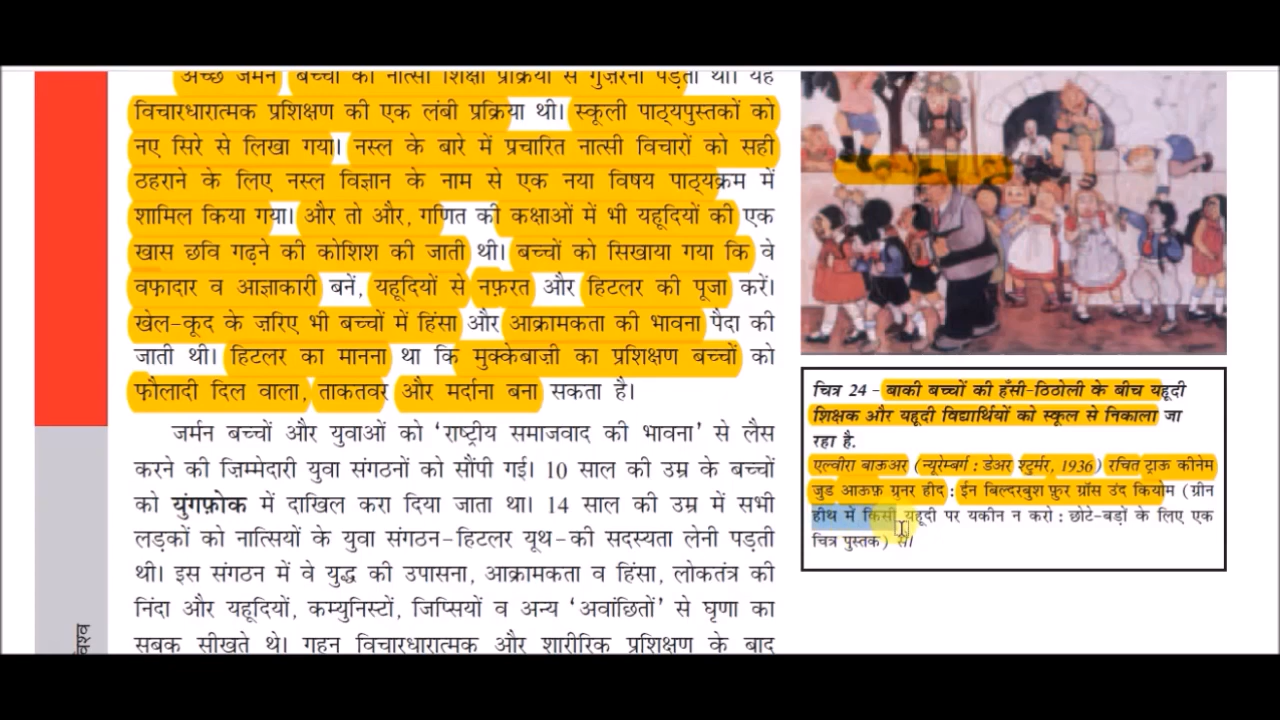 अच्छे जर्मन बच्चों को नात्सी शिक्षा प्रक्रिया से गुज़रना पड़ता था। यह
विचारधारात्मक प्रशिक्षण की एक लंबी प्रक्रिया थी। स्कूली पाठ्यपुस्तकों को
नए सिरे से लिखा गया। नस्ल के बारे में प्रचारित नात्सी विचारों को सही
ठहराने के लिए नस्ल विज्ञान के नाम से एक नया विषय पाठ्यक्रम में
शामिल किया गया। और तो और, गणित की कक्षाओं में भी यहूदियों की एक
खास छवि गढ़ने की कोशिश की जाती थी। बच्चों को सिखाया गया कि वे
वफ़ादार व आज्ञाकारी बनें, यहूदियों से नफ़रत और हिटलर की पूजा करें।
खेल-कूद के ज़रिए भी बच्चों में हिंसा और आक्रामकता की भावना पैदा की
जाती थी। हिटलर का मानना था कि मुक्केबाज़ी का प्रशिक्षण बच्चों को
फ़ौलादी दिल वाला, ताकतवर और मर्दाना बना सकता है।
जर्मन बच्चों और युवाओं को ‘राष्ट्रीय समाजवाद की भावना’ से लैस
करने की ज़िम्मेदारी युवा संगठनों को सौंपी गई। 10 साल की उम्र के बच्चों
को युंगफ़ोक में दाखिल करा दिया जाता था। 14 साल की उम्र में सभी
लड़कों को नात्सियों के युवा संगठन-हिटलर यूथ-की सदस्यता लेनी पड़ती
थी। इस संगठन में वे युद्ध की उपासना, आक्रामकता व हिंसा, लोकतंत्र की
निंदा और यहूदियों, कम्युनिस्टों, जिप्सियों व अन्य ‘अवांछितों’ से घृणा का
सबक सीखते थे। गहन विचारधारात्मक और शारीरिक प्रशिक्षण के बाद
चित्र 24 - बाकी बच्चों की हँसी-ठिठोली के बीच यहूदी
शिक्षक और यहूदी विद्यार्थियों को स्कूल से निकाला जा
रहा है.
एल्वीरा बाऊअर (न्यूरेम्बर्ग : डेअर श्टुर्मर, 1936) रचित ट्राऊ कीनेम
जुड आऊफ़ ग्रुनर हीद : ईन बिल्दरबुश फ़ुर ग्रॉस उंद कियोम (ग्रीन
हीथ में किसी यहूदी पर यकीन न करो : छोटे-बड़ों के लिए एक
चित्र पुस्तक) से।